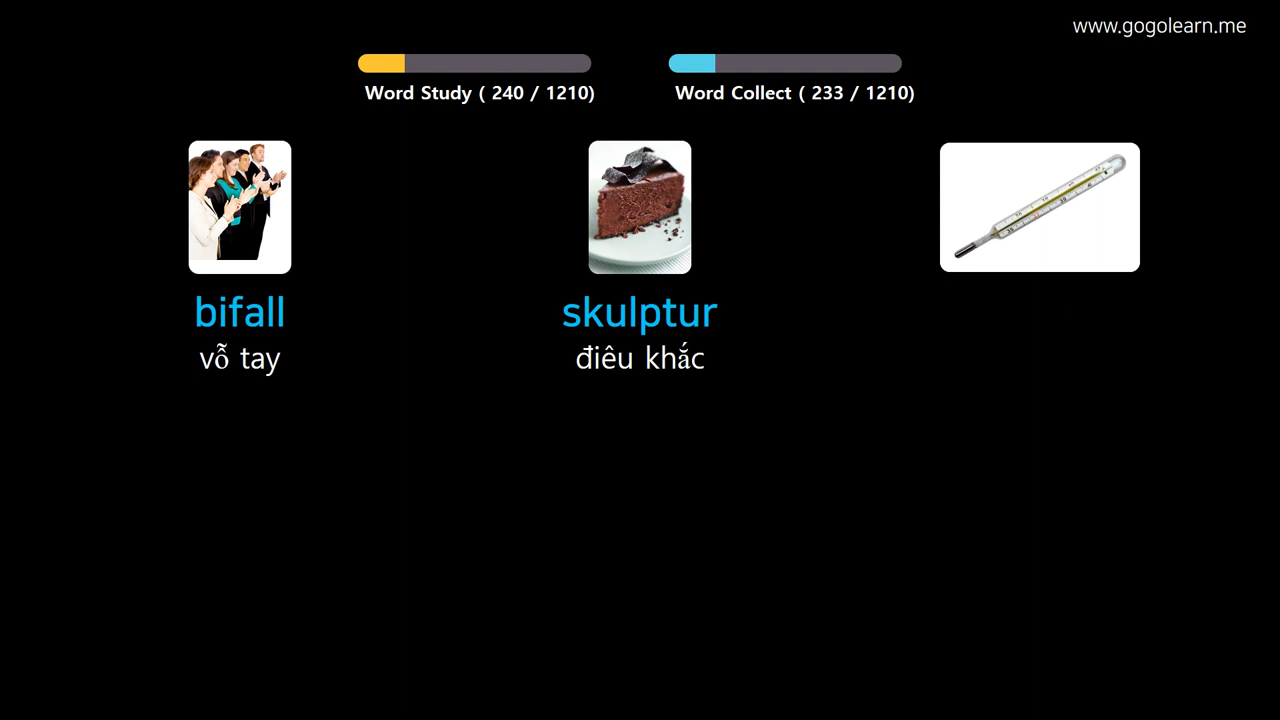 www.gogolearn.me
Word Study ( 240 / 1210)
Word Collect ( 233 / 1210)
bifall
vỗ tay
skulptur
điêu khắc